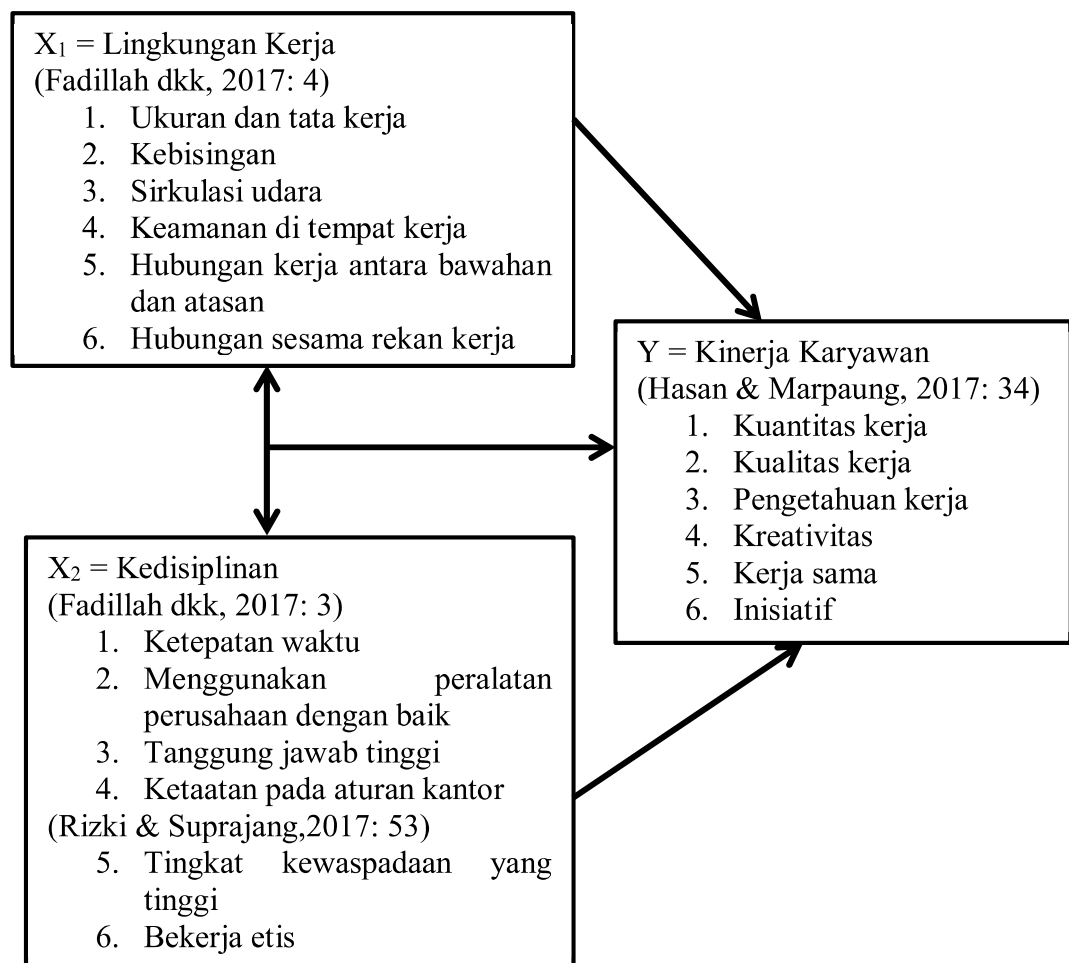 X₁ = Lingkungan Kerja
(Fadillah dkk, 2017: 4)
1. Ukuran dan tata kerja
2. Kebisingan
3. Sirkulasi udara
4. Keamanan di tempat kerja
5. Hubungan kerja antara bawahan
dan atasan
6. Hubungan sesama rekan kerja
Y = Kinerja Karyawan
(Hasan & Marpaung, 2017: 34)
1. Kuantitas kerja
2. Kualitas kerja
3. Pengetahuan kerja
4. Kreativitas
5. Kerja sama
6. Inisiatif
X₂ = Kedisiplinan
(Fadillah dkk, 2017: 3)
1. Ketepatan waktu
2. Menggunakan peralatan
perusahaan dengan baik
3. Tanggung jawab tinggi
4. Ketaatan pada aturan kantor
(Rizki & Suprajang,2017: 53)
5. Tingkat kewaspadaan yang
tinggi
6. Bekerja etis